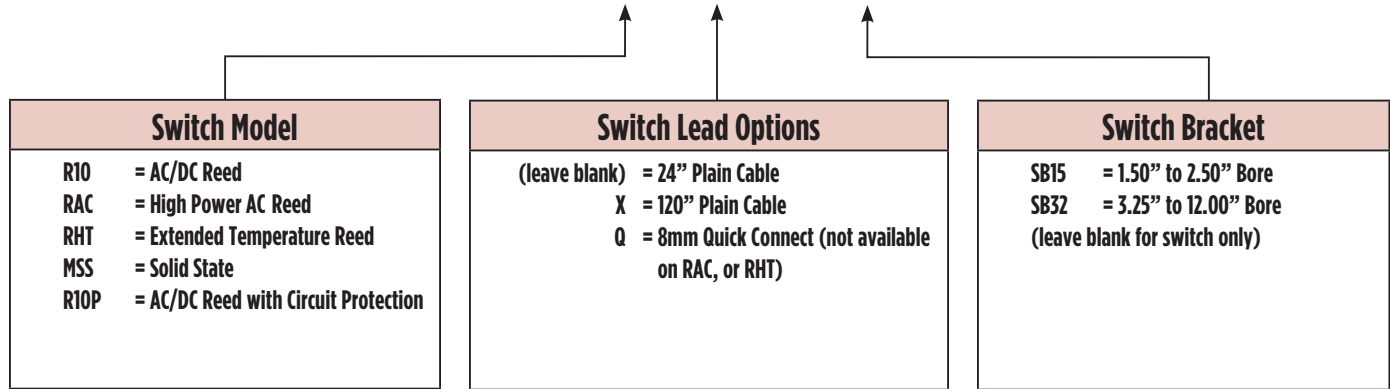 Switch Model
R10 = AC/DC Reed
RAC = High Power AC Reed
RHT = Extended Temperature Reed
MSS = Solid State
R10P = AC/DC Reed with Circuit Protection
Switch Lead Options
(leave blank) = 24” Plain Cable
X = 120” Plain Cable
Q = 8mm Quick Connect (not available
on RAC, or RHT)
Switch Bracket
SB15 = 1.50” to 2.50” Bore
SB32 = 3.25” to 12.00” Bore
(leave blank for switch only)